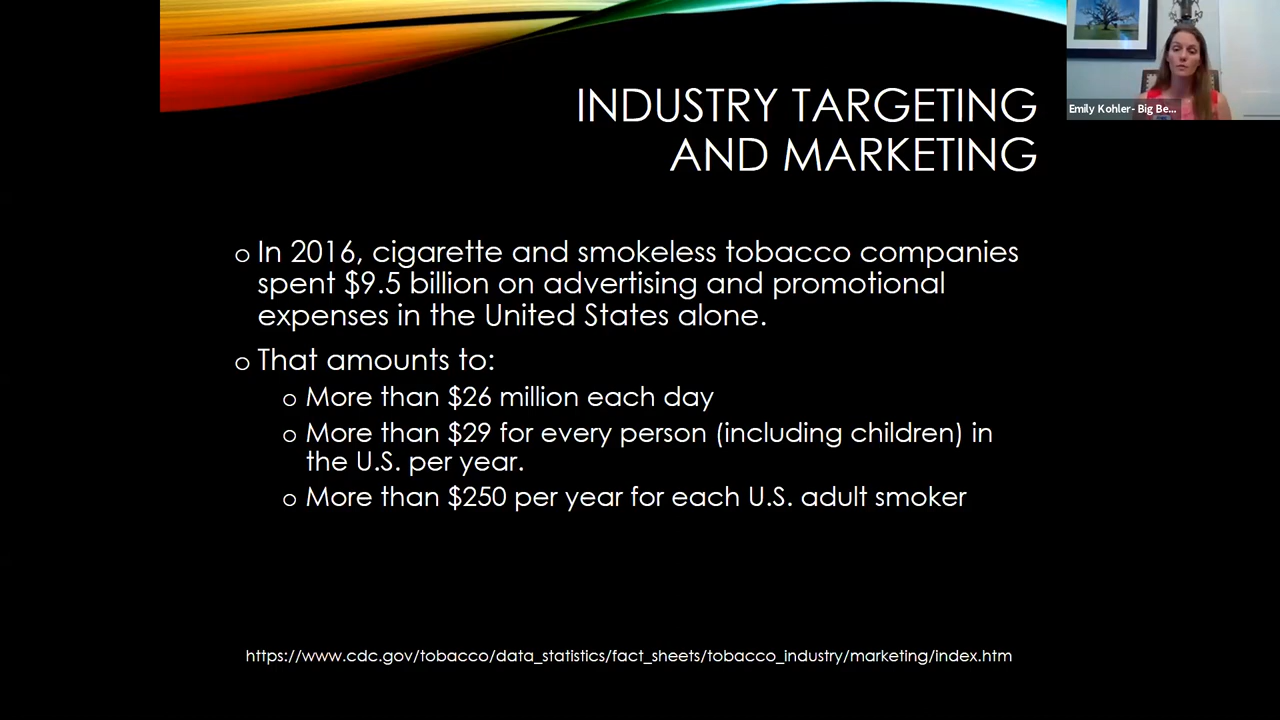 INDUSTRY TARGETING
AND MARKETING
Emily Kohler- Big Be...
o In 2016, cigarette and smokeless tobacco companies
spent $9.5 billion on advertising and promotional
expenses in the United States alone.
o That amounts to:
o More than $26 million each day
o More than $29 for every person (including children) in
the U.S. per year.
o More than $250 per year for each U.S. adult smoker
https://www.cdc.gov/tobacco/data_statistics/fact_sheets/tobacco_industry/marketing/index.htm